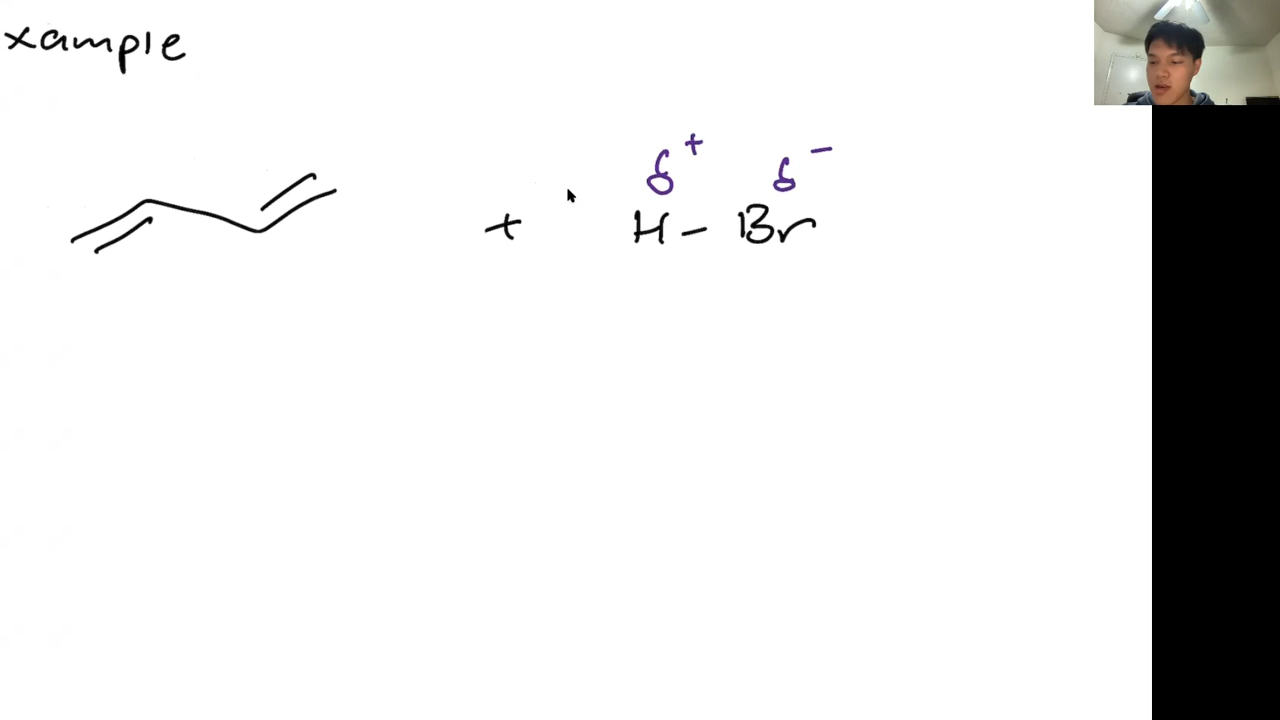 xample
δ+ δ-
+ H - Br